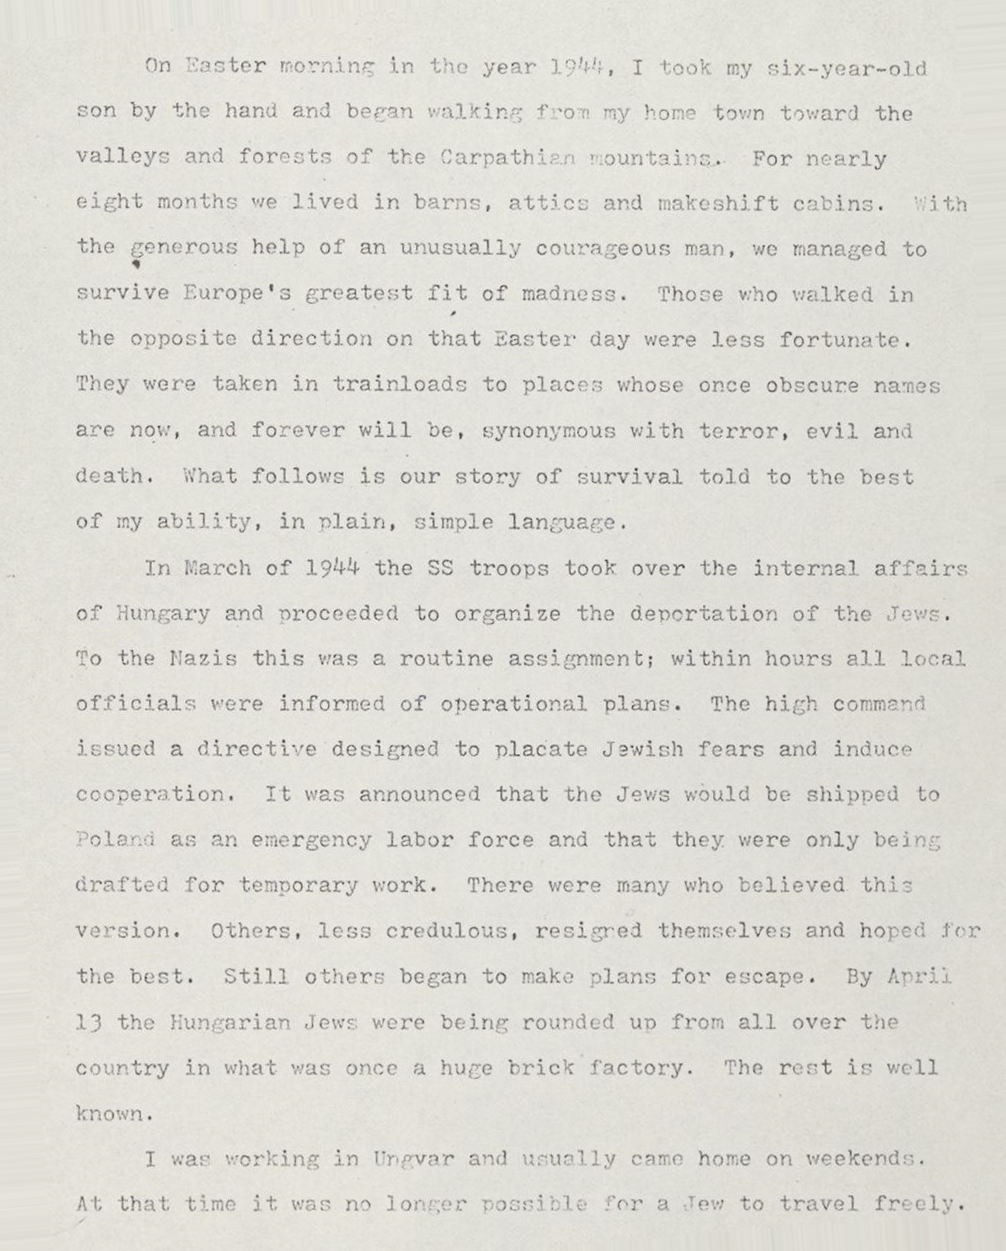 On Easter morning in the year 1944, I took my six-year-old
son by the hand and began walking from my home town toward the
valleys and forests of the Carpathian mountains. For nearly
eight months we lived in barns, attics and makeshift cabins. With
the generous help of an unusually courageous man, we managed to
survive Europe's greatest fit of madness. Those who walked in
the opposite direction on that Easter day were less fortunate.
They were taken in trainloads to places whose once obscure names
are now, and forever will be, synonymous with terror, evil and
death. What follows is our story of survival told to the best
of my ability, in plain, simple language.
In March of 1944 the SS troops took over the internal affairs
of Hungary and proceeded to organize the deportation of the Jews.
To the Nazis this was a routine assignment; within hours all local
officials were informed of operational plans. The high command
issued a directive designed to placate Jewish fears and induce
cooperation. It was announced that the Jews would be shipped to
Poland as an emergency labor force and that they were only being
drafted for temporary work. There were many who believed this
version. Others, less credulous, resigned themselves and hoped for
the best. Still others began to make plans for escape. By April
13 the Hungarian Jews were being rounded up from all over the
country in what was once a huge brick factory. The rest is well
known.
I was working in Ungvar and usually came home on weekends.
At that time it was no longer possible for a Jew to travel freely.